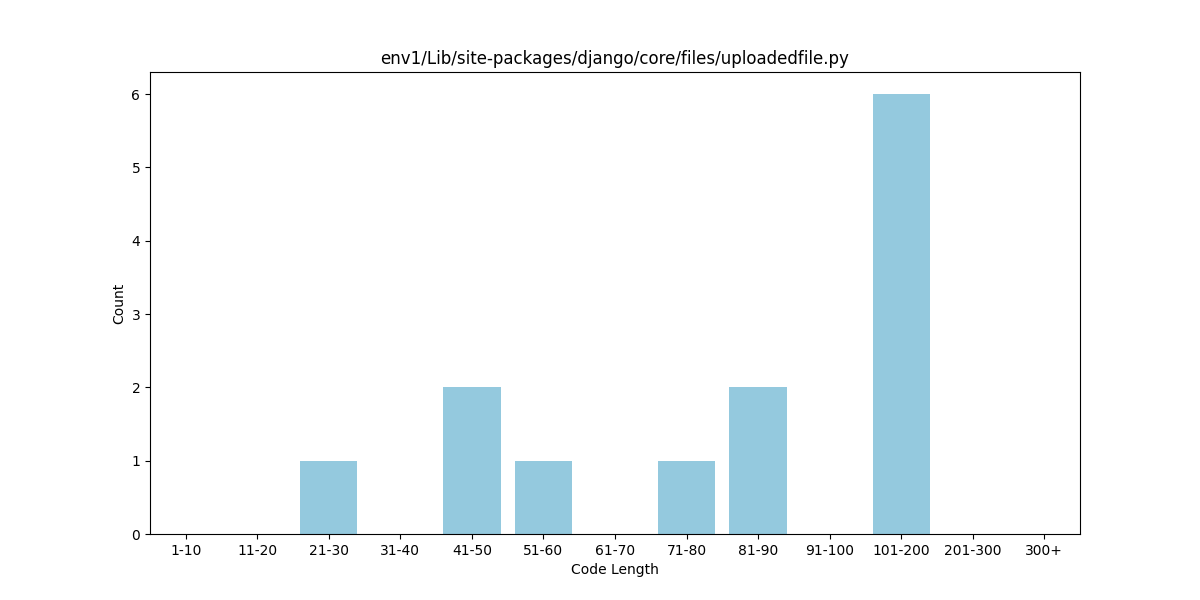 env1/Lib/site-packages/django/core/files/uploadedfile.py
6
5
4
3
2
1
0
Count
1-10 11-20 21-30 31-40 41-50 51-60 61-70 71-80 81-90 91-100 101-200 201-300 300+
Code Length